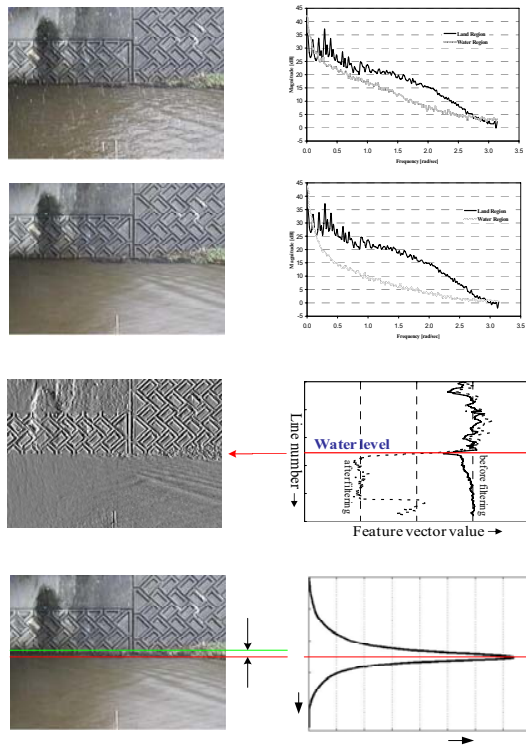 45
40
35
30
25
20
15
10
5
0
-5
Magnitude [dB]
Land Region
Water Region
0.0 0.5 1.0 1.5 2.0 2.5 3.0 3.5
Frequency [rad/sec]
45
40
35
30
25
20
15
10
5
0
-5
Magnitude [dB]
Land Region
Water Region
0.0 0.5 1.0 1.5 2.0 2.5 3.0 3.5
Frequency [rad/sec]
Line number →
Water level
afterfiltering
before filtering
Feature vector value →